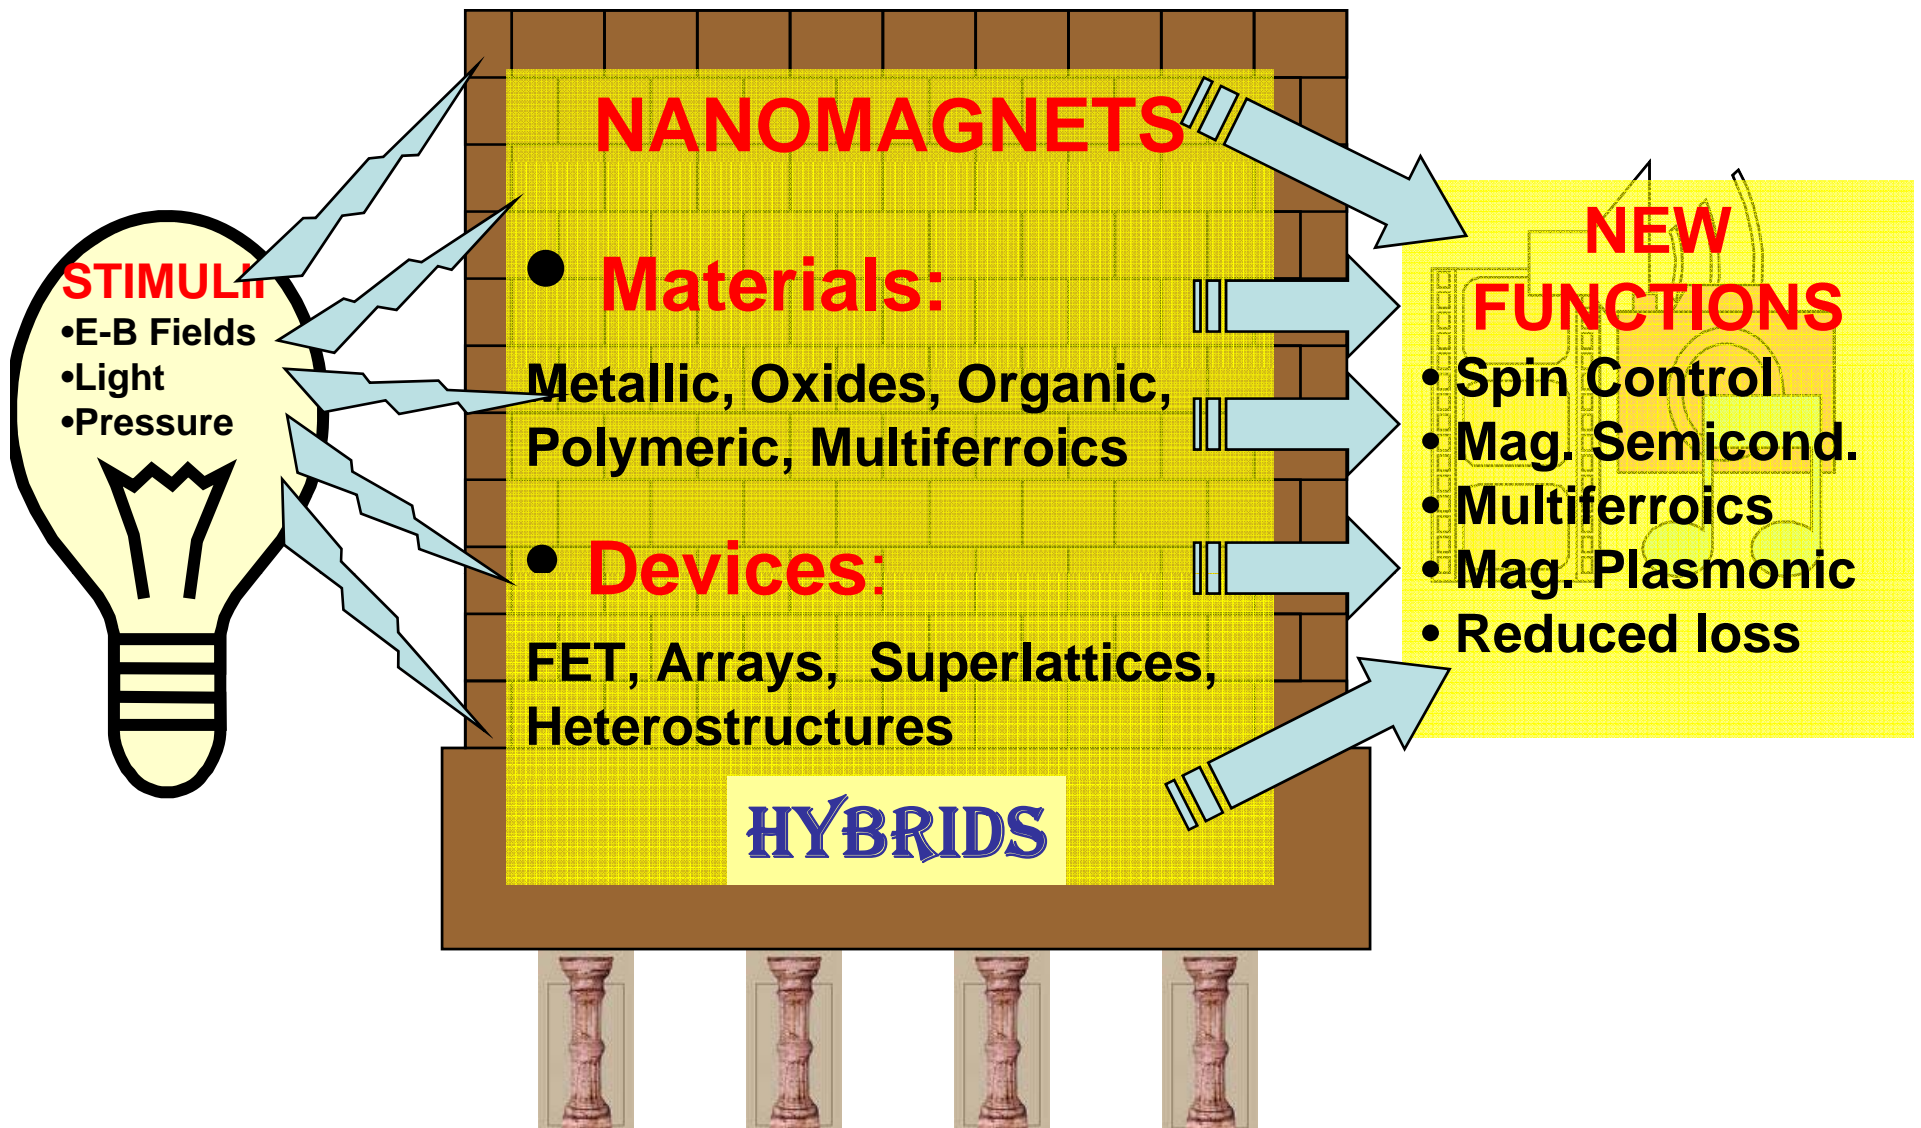 STIMULII
•E-B Fields
•Light
•Pressure
NANOMAGNETS
• Materials:
Metallic, Oxides, Organic,
Polymeric, Multiferroics
• Devices:
FET, Arrays, Superlattices,
Heterostructures
HYBRIDS
NEW
FUNCTIONS
• Spin Control
• Mag. Semicond.
• Multiferroics
• Mag. Plasmonic
• Reduced loss